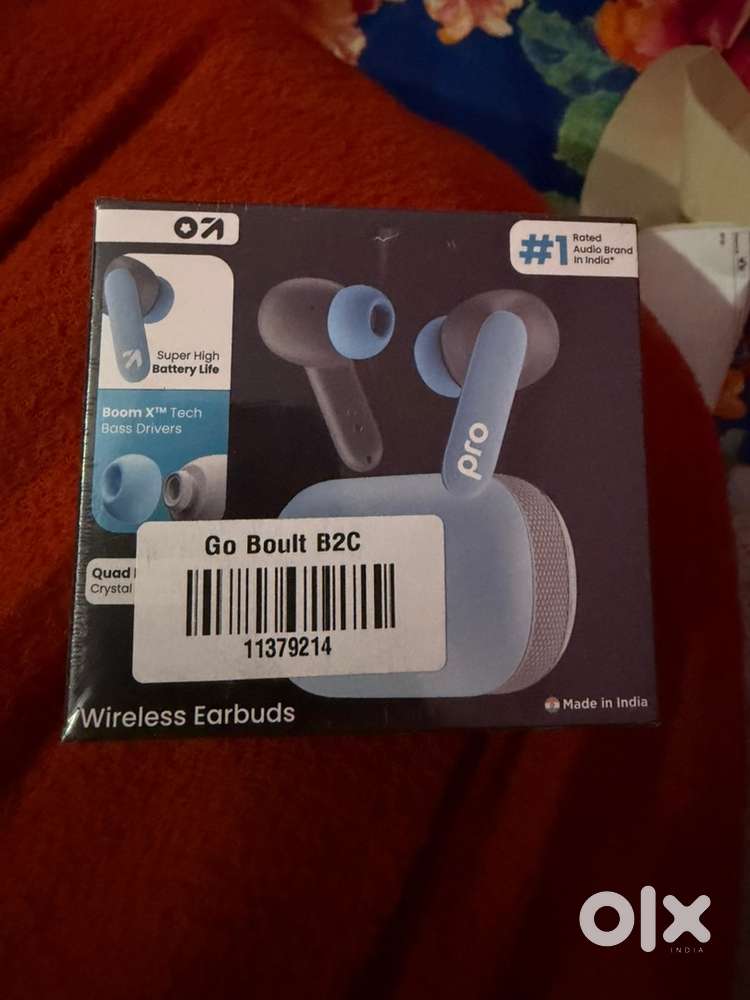 #1
Rated
Audio Brand
In India*
Super High
Battery Life
Boom X™ Tech
Bass Drivers
pro
Quad
Crystal
Go Boult B2C
11379214
Wireless Earbuds
Made in India
olx
INDIA